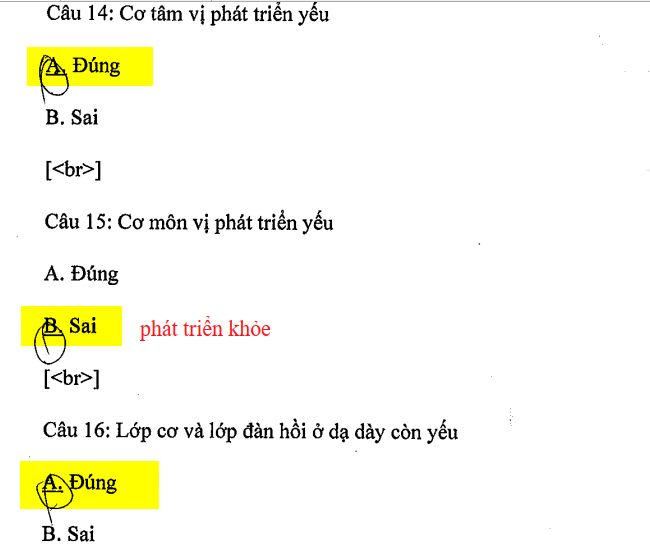 Câu 14: Cơ tâm vị phát triển yếu
A. Đúng
B. Sai
[<br>]
Câu 15: Cơ môn vị phát triển yếu
A. Đúng
B. Sai phát triển khỏe
[<br>]
Câu 16: Lớp cơ và lớp đàn hồi ở dạ dày còn yếu
A. Đúng
B. Sai